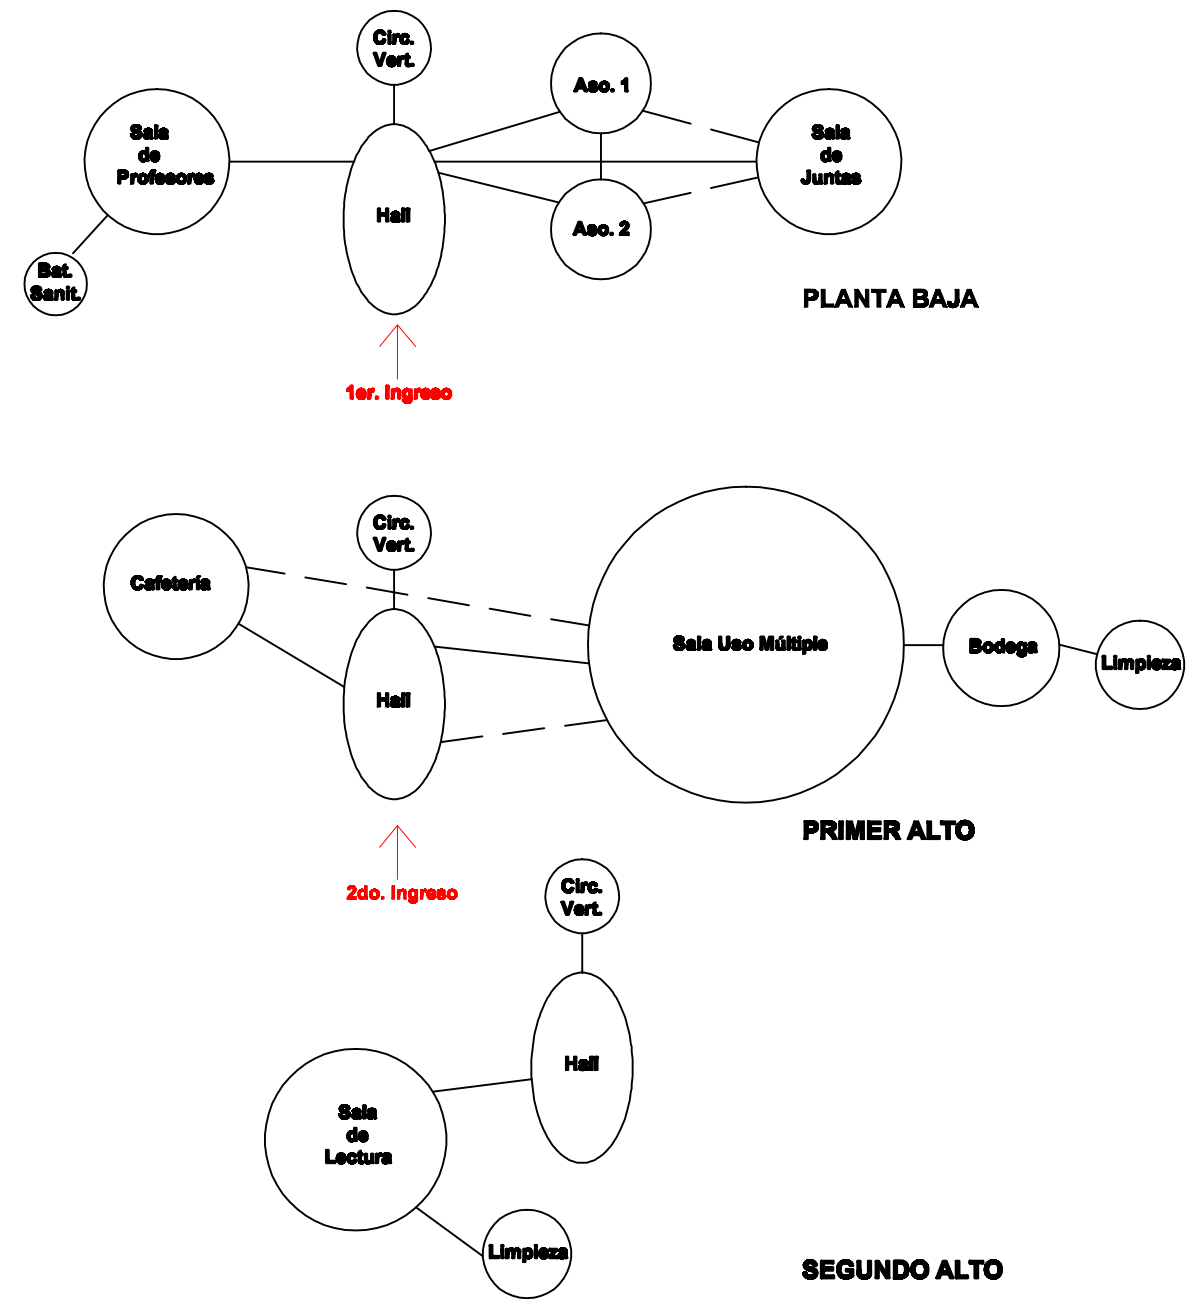 Circ.
Vert.
Aso. 1
Sala
de
Profesores
Sala
de
Juntas
Hall
Aso. 2
Bat.
Sanit.
PLANTA BAJA
1er. Ingreso
Circ.
Vert.
Cafetería
Sala Uso Múltiple
Bodega
Limpieza
Hall
PRIMER ALTO
2do. Ingreso
Circ.
Vert.
Hall
Sala
de
Lectura
Limpieza
SEGUNDO ALTO